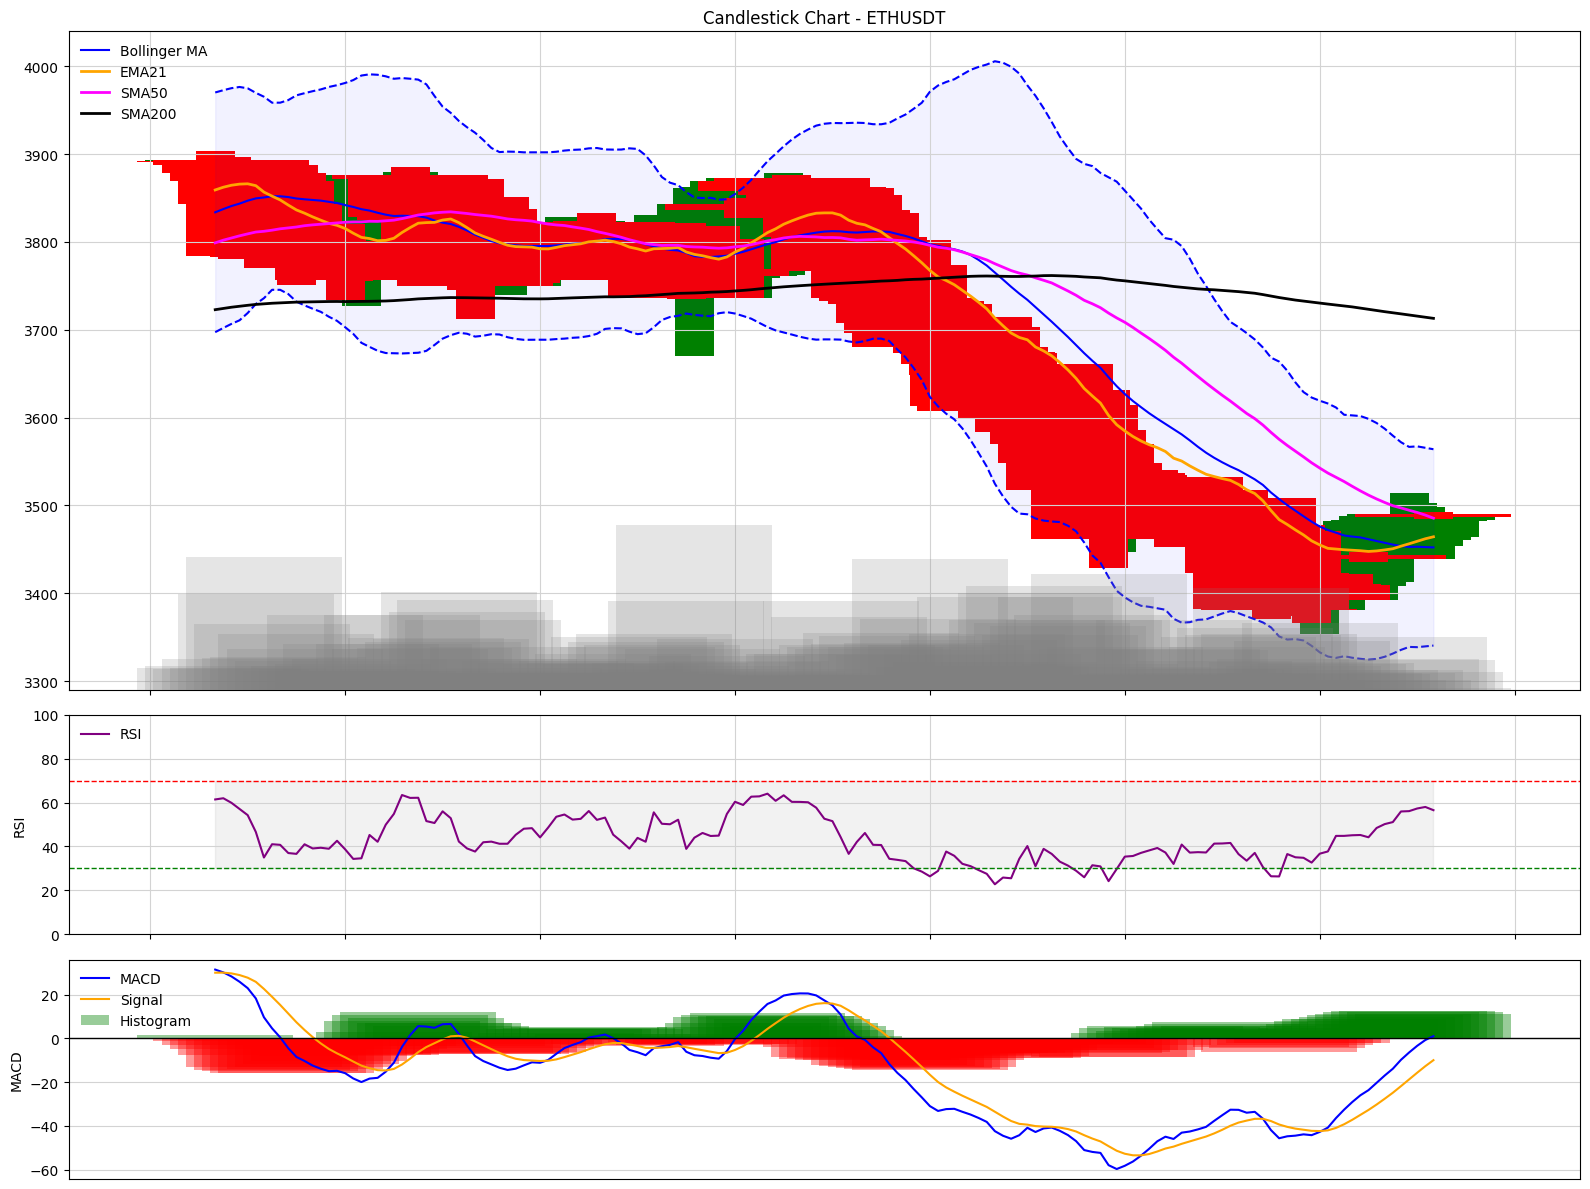 Candlestick Chart - ETHUSDT
Bollinger MA
EMA21
SMA50
SMA200
4000
3900
3800
3700
3600
3500
3400
3300
RSI
100
80
60
40
20
0
RSI
MACD
Signal
Histogram
20
0
−20
−40
−60
MACD